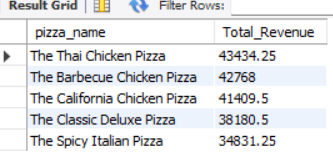 Result Grid Filter Rows:
pizza_name Total_Revenue
The Thai Chicken Pizza 43434.25
The Barbecue Chicken Pizza 42768
The California Chicken Pizza 41409.5
The Classic Deluxe Pizza 38180.5
The Spicy Italian Pizza 34831.25